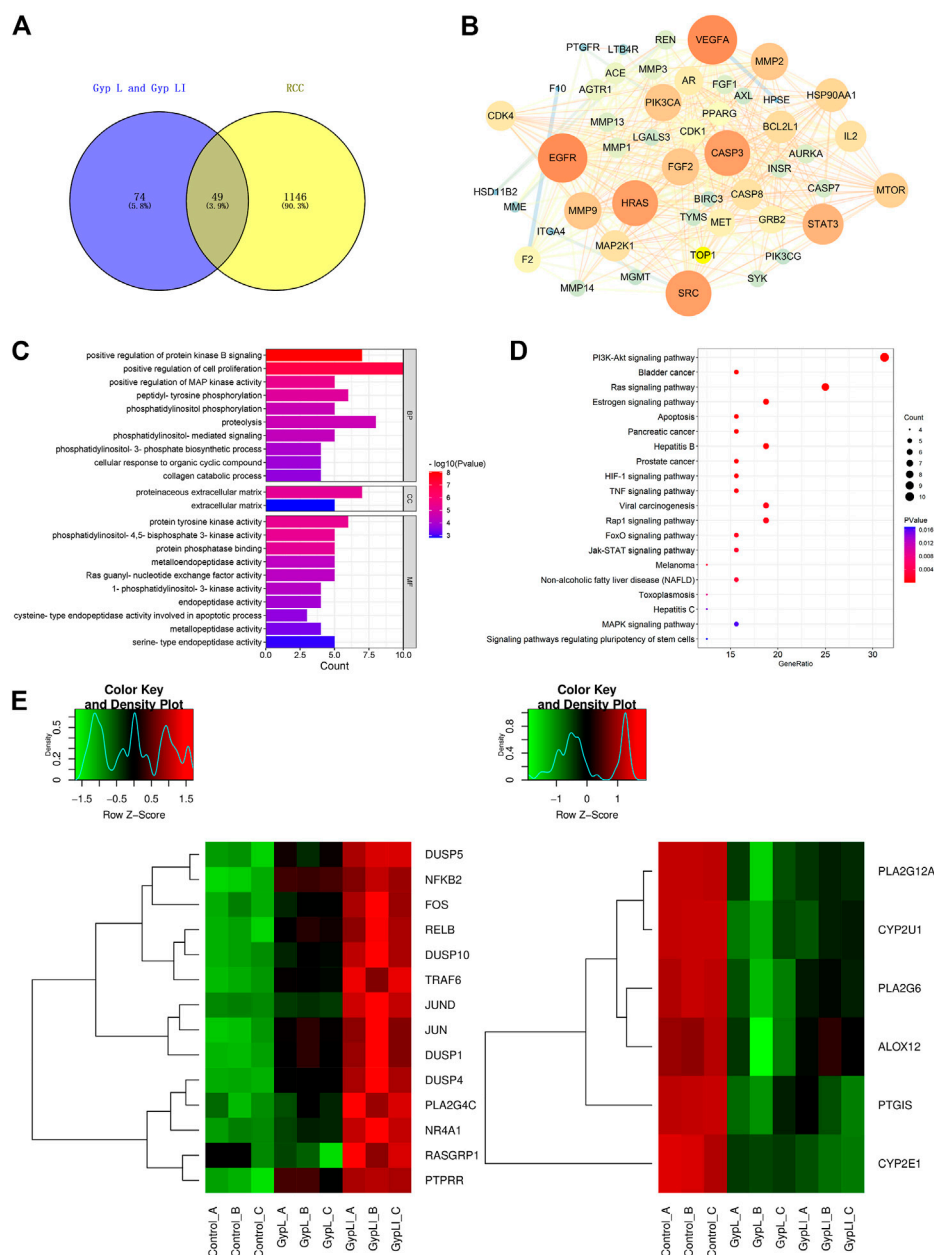 A
Gyp L and Gyp LI
RCC
74
(5.8%)
49
(3.9%)
1146
(90.3%)
B
VEGFA
REN
PTGFR
LTB4R
MMP2
ACE
MMP3
AR
FGF1
F10
AGTR1
AXL
HPSE
HSP90AA1
CDK4
PIK3CA
PPARG
MMP13
BCL2L1
IL2
LGALS3
CDK1
MMP1
EGFR
CASP3
AURKA
FGF2
INSR
HSD11B2
MME
HRAS
BIRC3
CASP8
CASP7
MTOR
MMP9
TYMS
MET
GRB2
STAT3
ITGA4
MAP2K1
F2
TOP1
PIK3CG
MGMT
SYK
MMP14
SRC
C
positive regulation of protein kinase B signaling
positive regulation of cell proliferation
positive regulation of MAP kinase activity
peptidyl- tyrosine phosphorylation
phosphatidylinositol phosphorylation
proteolysis
phosphatidylinositol- mediated signaling
phosphatidylinositol- 3- phosphate biosynthetic process
cellular response to organic cyclic compound
collagen catabolic process
proteinaceous extracellular matrix
extracellular matrix
protein tyrosine kinase activity
phosphatidylinositol- 4,5- bisphosphate 3- kinase activity
protein phosphatase binding
metalloendopeptidase activity
Ras guanyl- nucleotide exchange factor activity
1- phosphatidylinositol- 3- kinase activity
endopeptidase activity
cysteine- type endopeptidase activity involved in apoptotic process
metallopeptidase activity
serine- type endopeptidase activity
BP
CC
MF
0.0 2.5 5.0 7.5 10.0
Count
- log10(Pvalue)
8
7
6
5
4
3
D
PI3K-Akt signaling pathway
Bladder cancer
Ras signaling pathway
Estrogen signaling pathway
Apoptosis
Pancreatic cancer
Hepatitis B
Prostate cancer
HIF-1 signaling pathway
TNF signaling pathway
Viral carcinogenesis
Rap1 signaling pathway
FoxO signaling pathway
Jak-STAT signaling pathway
Melanoma
Non-alcoholic fatty liver disease (NAFLD)
Toxoplasmosis
Hepatitis C
MAPK signaling pathway
Signaling pathways regulating pluripotency of stem cells
15 20 25 30
GeneRatio
Count
4
5
6
7
8
9
10
PValue
0.016
0.012
0.008
0.004
E
Color Key
and Density Plot
Density
0 0.2 0.6
−1.5 −0.5 0.5 1.5
Row Z−Score
DUSP5
NFKB2
FOS
RELB
DUSP10
TRAF6
JUND
JUN
DUSP1
DUSP4
PLA2G4C
NR4A1
RASGRP1
PTPRR
Control_A
Control_B
Control_C
GypL_A
GypL_B
GypL_C
GypLI_A
GypLI_B
GypLI_C
Color Key
and Density Plot
Density
0 0.4 0.8
−1 0 1
Row Z−Score
PLA2G12A
CYP2U1
PLA2G6
ALOX12
PTGIS
CYP2E1
Control_A
Control_B
Control_C
GypL_A
GypL_B
GypL_C
GypLI_A
GypLI_B
GypLI_C